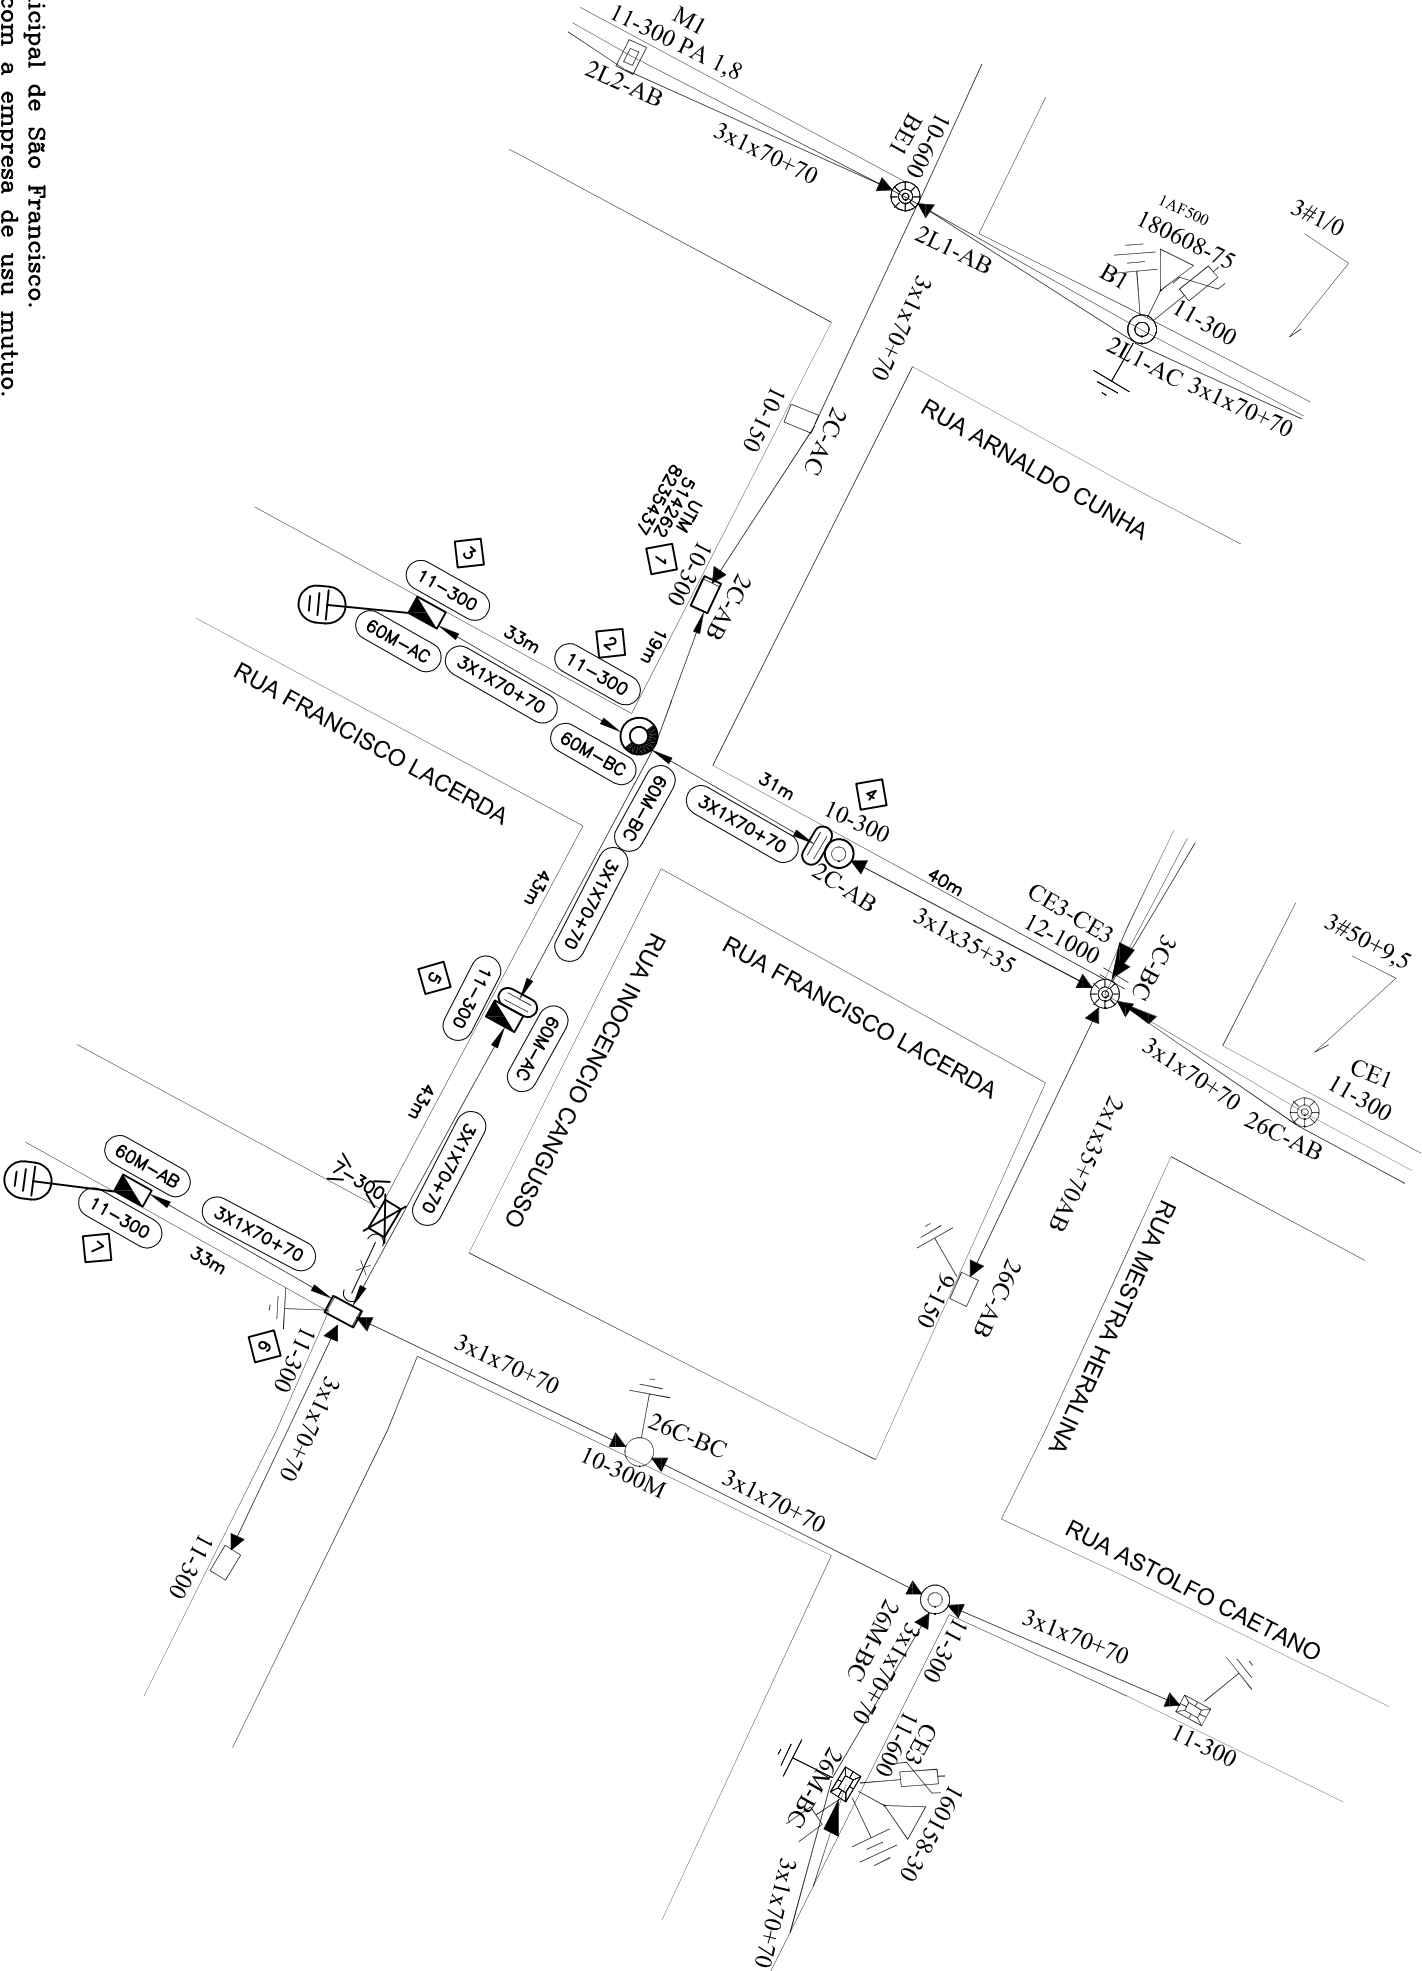 icipal de São Francisco.
com a empresa de usu mutuo.
M1
11-300 PA 1,8
2L2-AB
3x1x70+70
10-600
BE1
2L1-AB
3x1x70+70
1AF500
180608-75
B1
11-300
2L1-AC 3x1x70+70
3#1/0
RUA ARNALDO CUNHA
10-150
2C-AC
UTM
514262
8235437
1
10-300
2C-AB
19m
3
11-300
60M-AC
33m
3X1X70+70
2
11-300
60M-BC
RUA FRANCISCO LACERDA
60M-BC
3X1X70+70
43m
31m
3X1X70+70
4
10-300
2C-AB
40m
3x1x35+35
CE3-CE3
12-1000
3C-BC
3#50+9,5
CE1
11-300
3x1x70+70
26C-AB
RUA FRANCISCO LACERDA
RUA INOCENCIO CANGUSSO
5
11-300
60M-AC
43m
3X1X70+70
2x1x35+70AB
RUA MESTRA HERALINA
9-150
26C-AB
7-300
60M-AB
11-300
7
3X1X70+70
33m
6
11-300
3x1x70+70
11-300
3x1x70+70
26C-BC
10-300M
3x1x70+70
RUA ASTOLFO CAETANO
3x1x70+70
11-300
11-300
3x1x70+70
26M-BC
CE3
11-600
26M-BC
160158-30
3x1x70+70